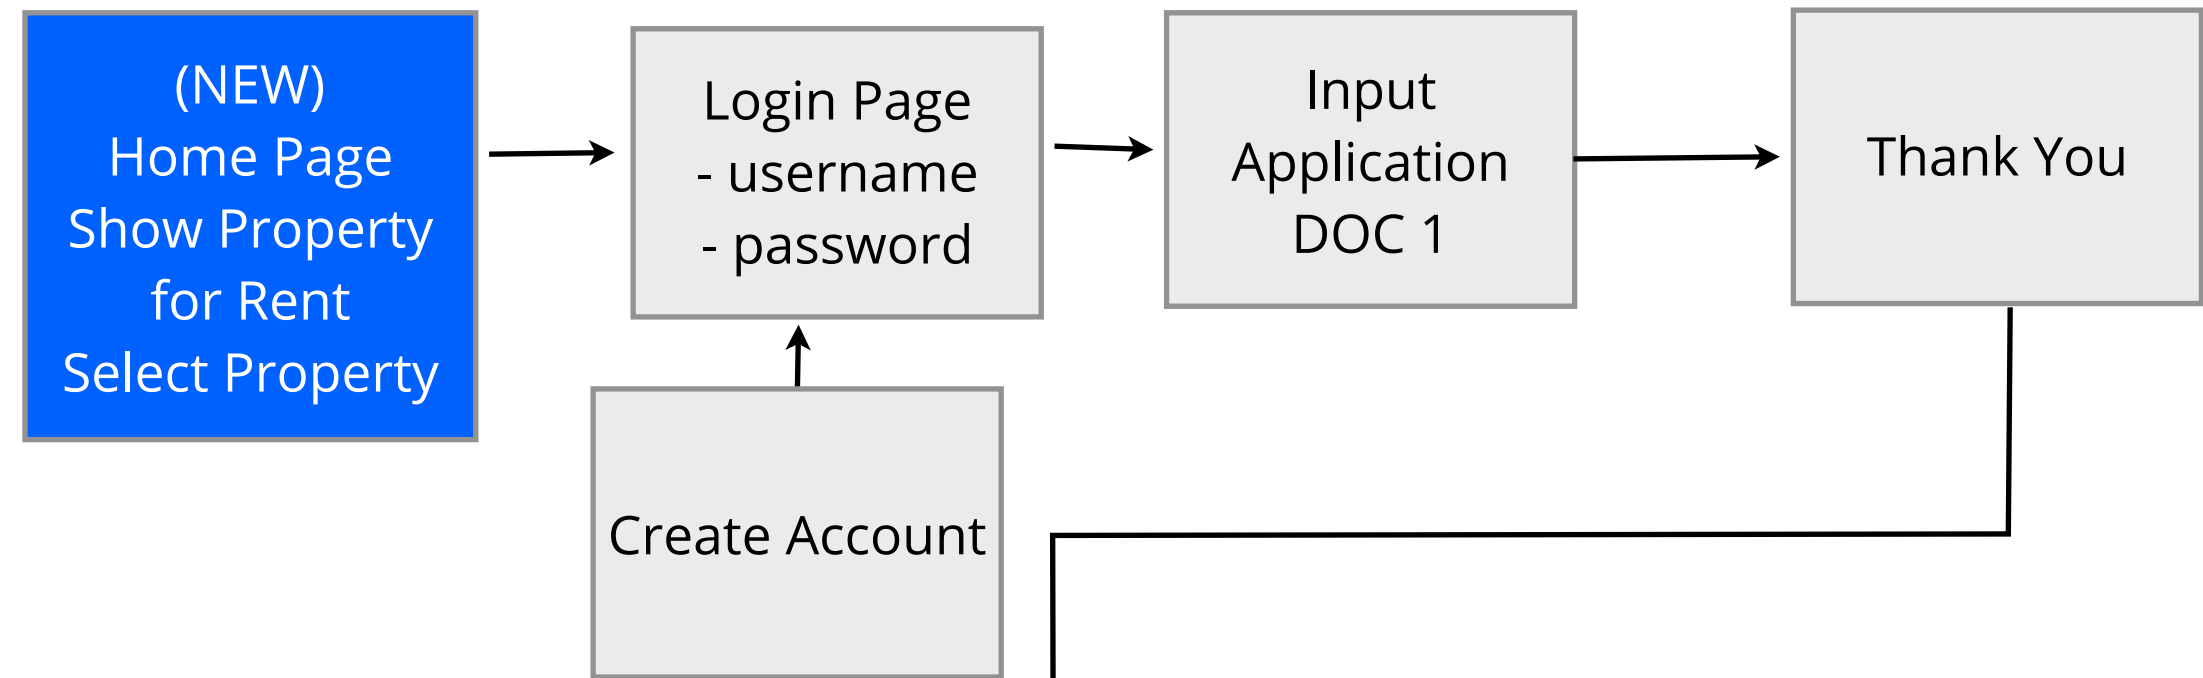 (NEW)
Home Page
Show Property
for Rent
Select Property
Login Page
- username
- password
Input
Application
DOC 1
Thank You
Create Account